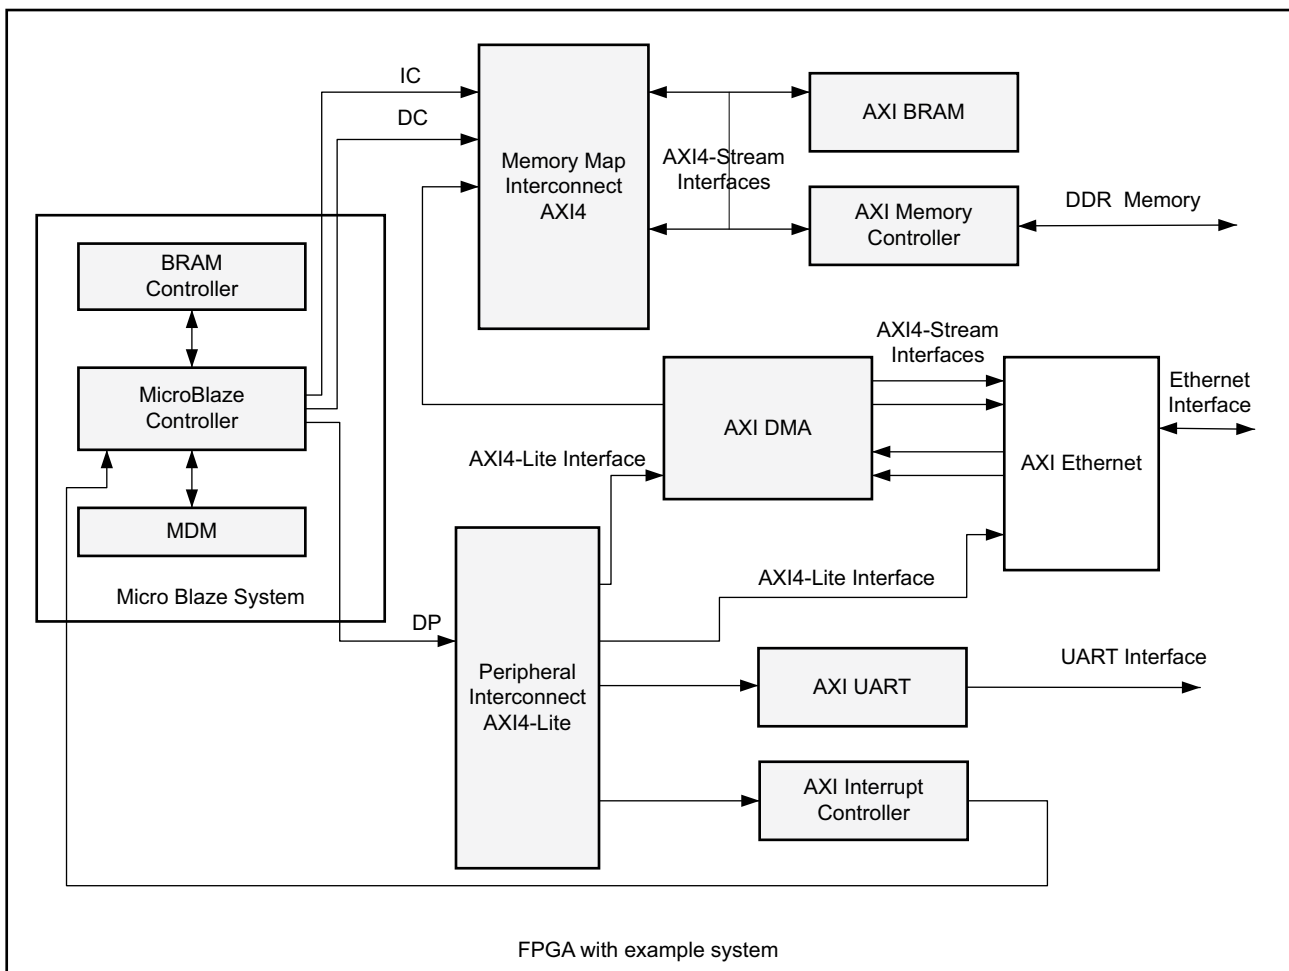 IC
DC
Memory Map
Interconnect
AXI4
AXI4-Stream
Interfaces
AXI BRAM
AXI Memory
Controller
DDR  Memory
BRAM
Controller
MicroBlaze
Controller
MDM
Micro Blaze System
AXI4-Stream
Interfaces
AXI DMA
AXI Ethernet
Ethernet
Interface
AXI4-Lite Interface
AXI4-Lite Interface
DP
Peripheral
Interconnect
AXI4-Lite
AXI UART
UART Interface
AXI Interrupt
Controller
FPGA with example system